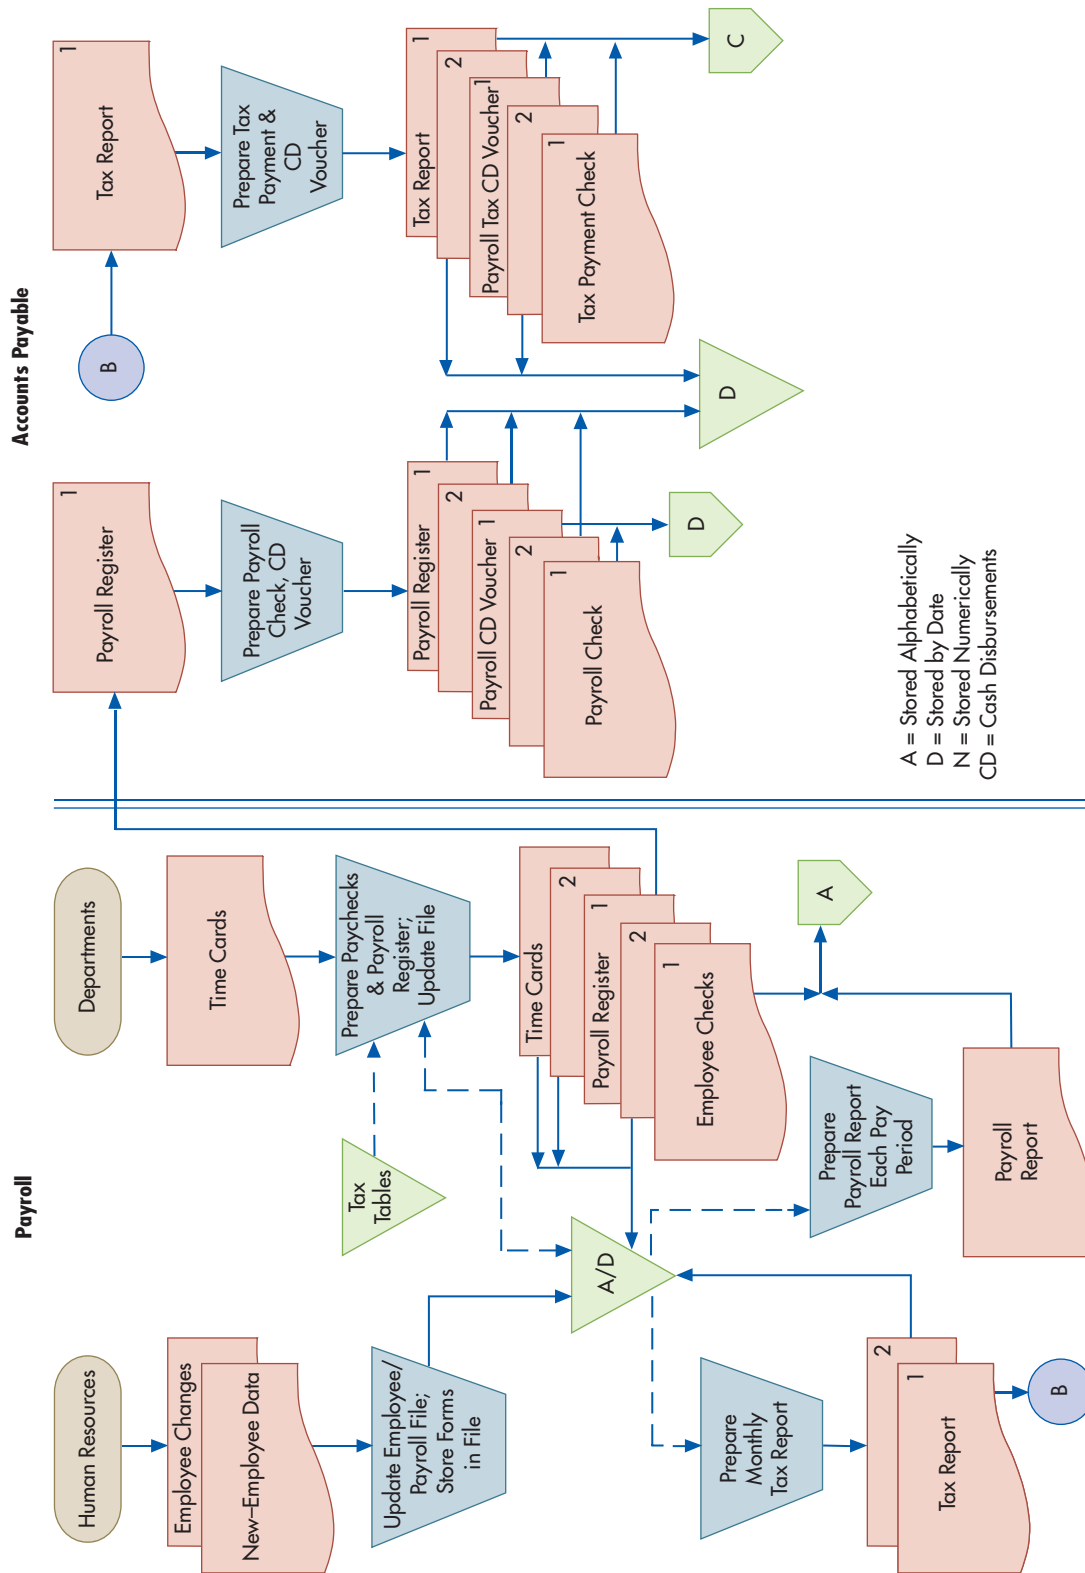 Payroll
Accounts Payable
Human Resources
Employee Changes
New–Employee Data
Update Employee/
Payroll File;
Store Forms
in File
Departments
Time Cards
Tax
Tables
Prepare Paychecks
& Payroll
Register;
Update File
Time Cards
2
Payroll Register
1
2
Employee Checks
1
A/D
A
Prepare
Monthly
Tax Report
2
Tax Report
1
B
Prepare
Payroll Report
Each Pay
Period
Payroll
Report
Payroll Register
1
Prepare Payroll
Check, CD
Voucher
Payroll Register
1
2
Payroll CD Voucher
1
2
Payroll Check
1
D
D
B
Tax Report
1
Prepare Tax
Payment &
CD
Voucher
Tax Report
1
2
Payroll Tax CD Voucher
1
2
Tax Payment Check
1
C
A = Stored Alphabetically
D = Stored by Date
N = Stored Numerically
CD = Cash Disbursements